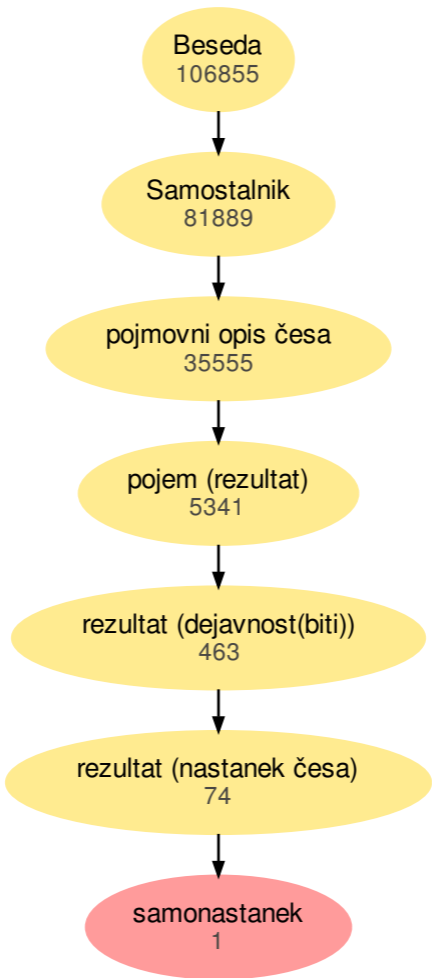 Beseda
106855
Samostalnik
81889
pojmovni opis česa
35555
pojem (rezultat)
5341
rezultat (dejavnost(biti))
463
rezultat (nastanek česa)
74
samonastanek
1